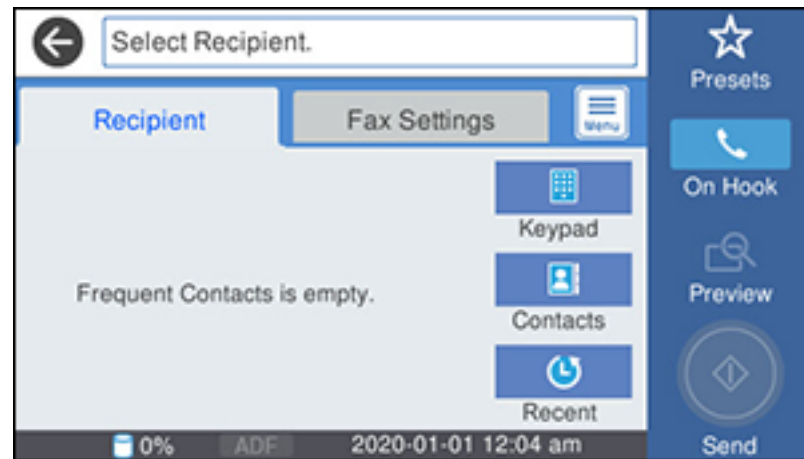 Select Recipient.
Presets
Recipient
Fax Settings
Menu
On Hook
Keypad
Frequent Contacts is empty.
Contacts
Preview
Recent
0%
ADF
2020-01-01 12:04 am
Send